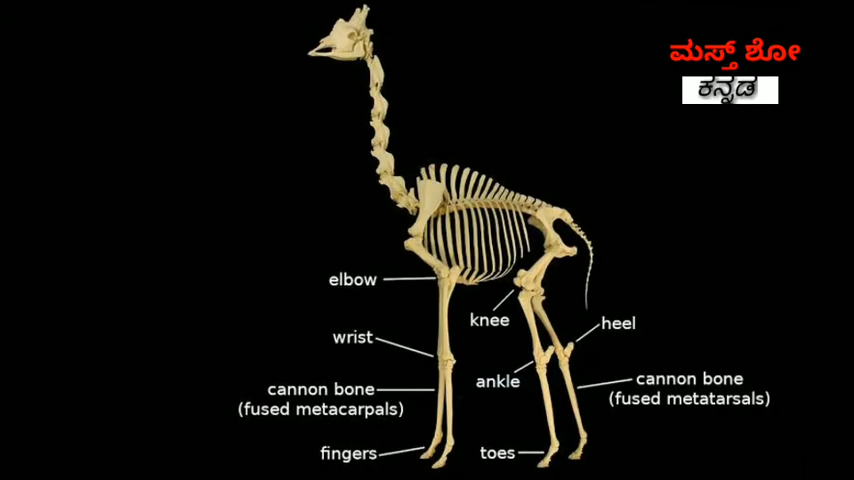 ಮಸ್ತ್ ಶೋ
ಕನ್ನಡ
elbow
knee
heel
wrist
ankle
cannon bone
(fused metacarpals)
cannon bone
(fused metatarsals)
fingers
toes